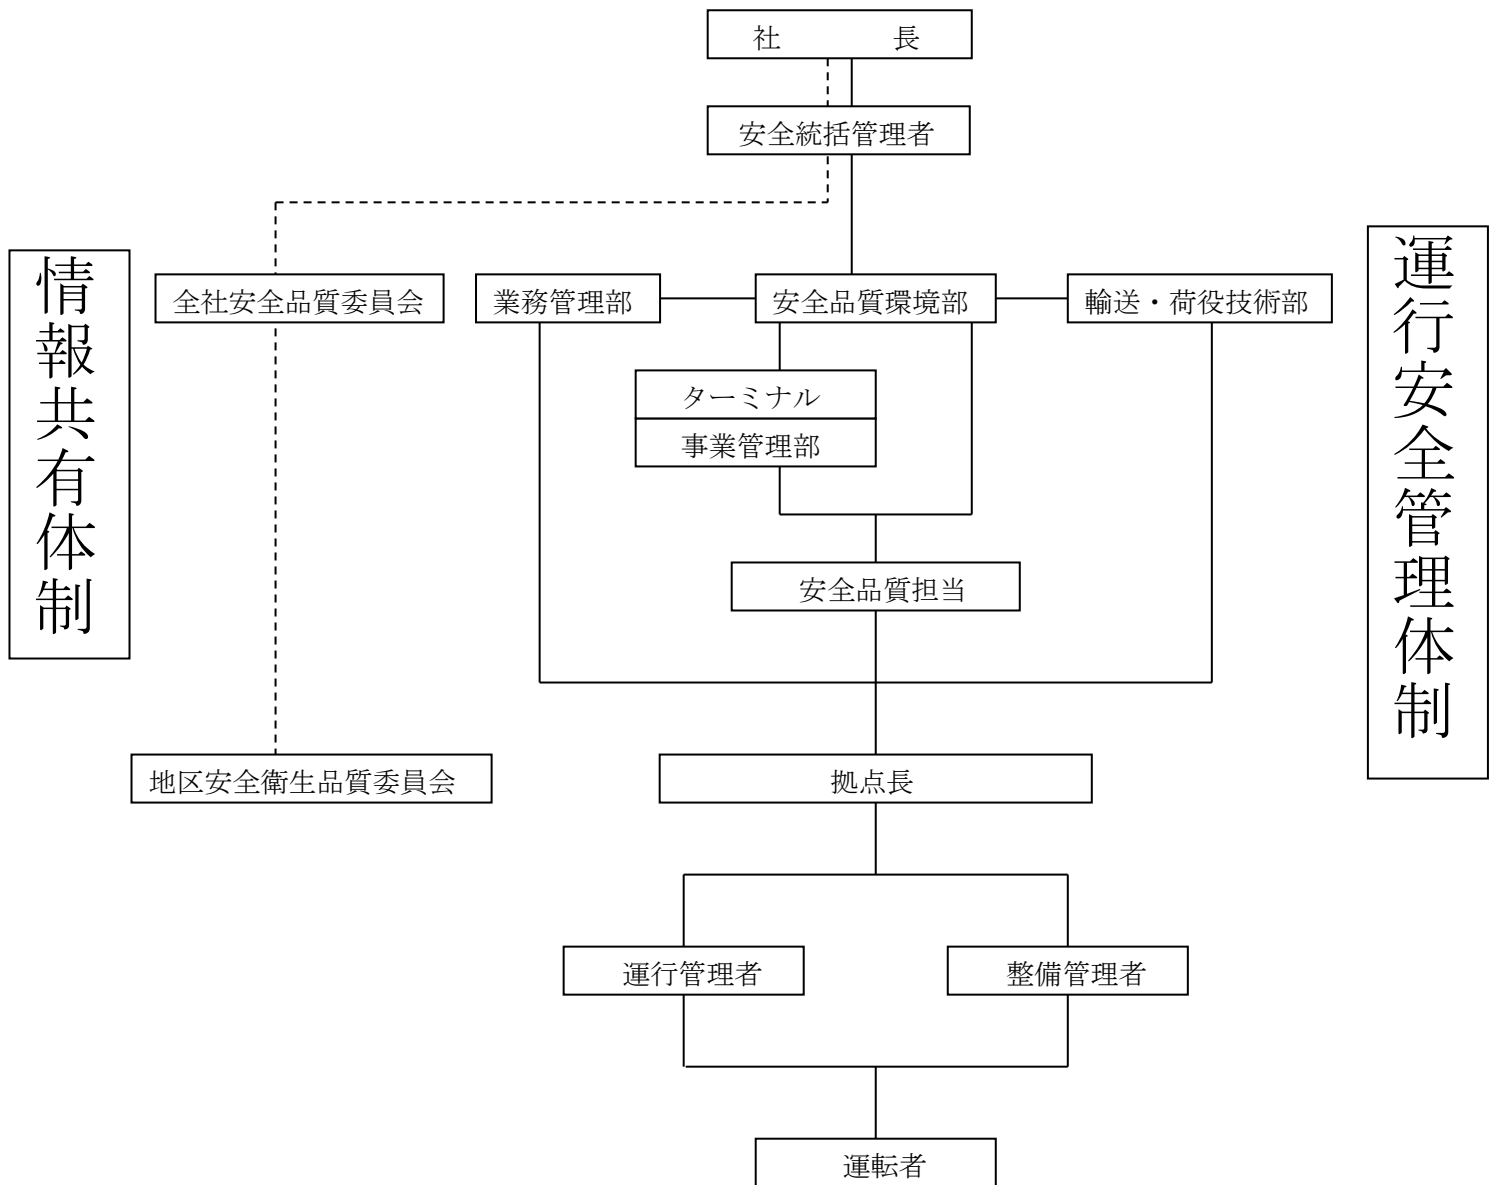 社　　　　長
安全統括管理者
情報共有体制
全社安全品質委員会
業務管理部
安全品質環境部
輸送・荷役技術部
運行安全管理体制
ターミナル
事業管理部
安全品質担当
地区安全衛生品質委員会
拠点長
運行管理者
整備管理者
運転者